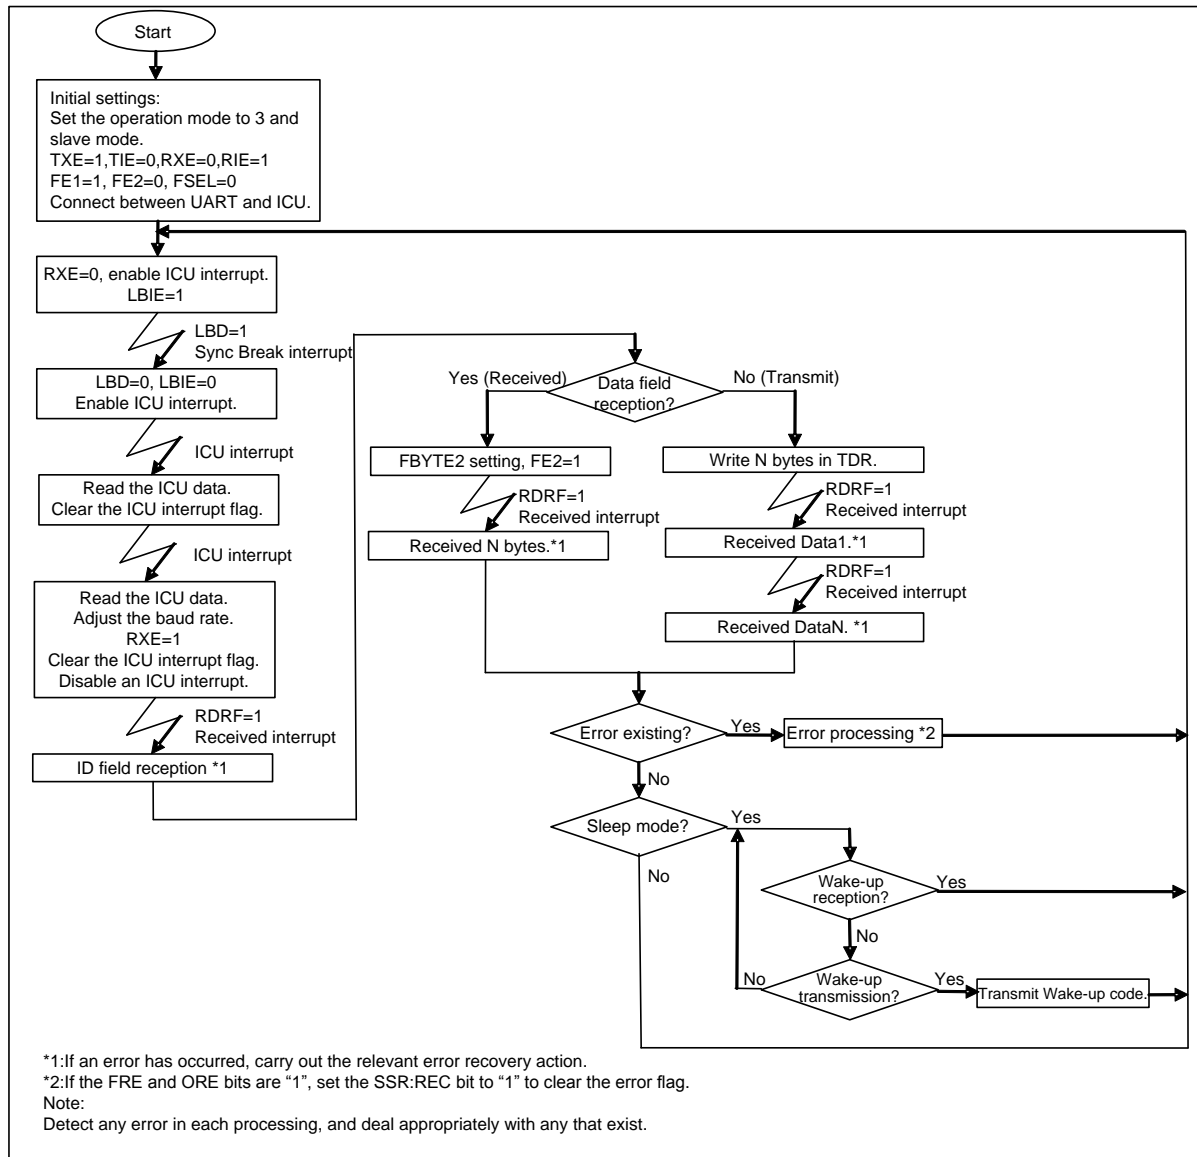 Start
Initial settings:
Set the operation mode to 3 and
slave mode.
TXE=1,TIE=0,RXE=0,RIE=1
FE1=1, FE2=0, FSEL=0
Connect between UART and ICU.
RXE=0, enable ICU interrupt.
LBIE=1
LBD=1
Sync Break interrupt
LBD=0, LBIE=0
Enable ICU interrupt.
ICU interrupt
Read the ICU data.
Clear the ICU interrupt flag.
ICU interrupt
Read the ICU data.
Adjust the baud rate.
RXE=1
Clear the ICU interrupt flag.
Disable an ICU interrupt.
RDRF=1
Received interrupt
ID field reception *1
Data field
reception?
Yes (Received)
No (Transmit)
FBYTE2 setting, FE2=1
RDRF=1
Received interrupt
Received N bytes.*1
Write N bytes in TDR.
RDRF=1
Received interrupt
Received Data1.*1
RDRF=1
Received interrupt
Received DataN. *1
Error existing?
Yes
Error processing *2
No
Sleep mode?
Yes
No
Wake-up
reception?
Yes
No
Wake-up
transmission?
No
Yes
Transmit Wake-up code.
*1:If an error has occurred, carry out the relevant error recovery action.
*2:If the FRE and ORE bits are “1”, set the SSR:REC bit to “1” to clear the error flag.
Note:
Detect any error in each processing, and deal appropriately with any that exist.